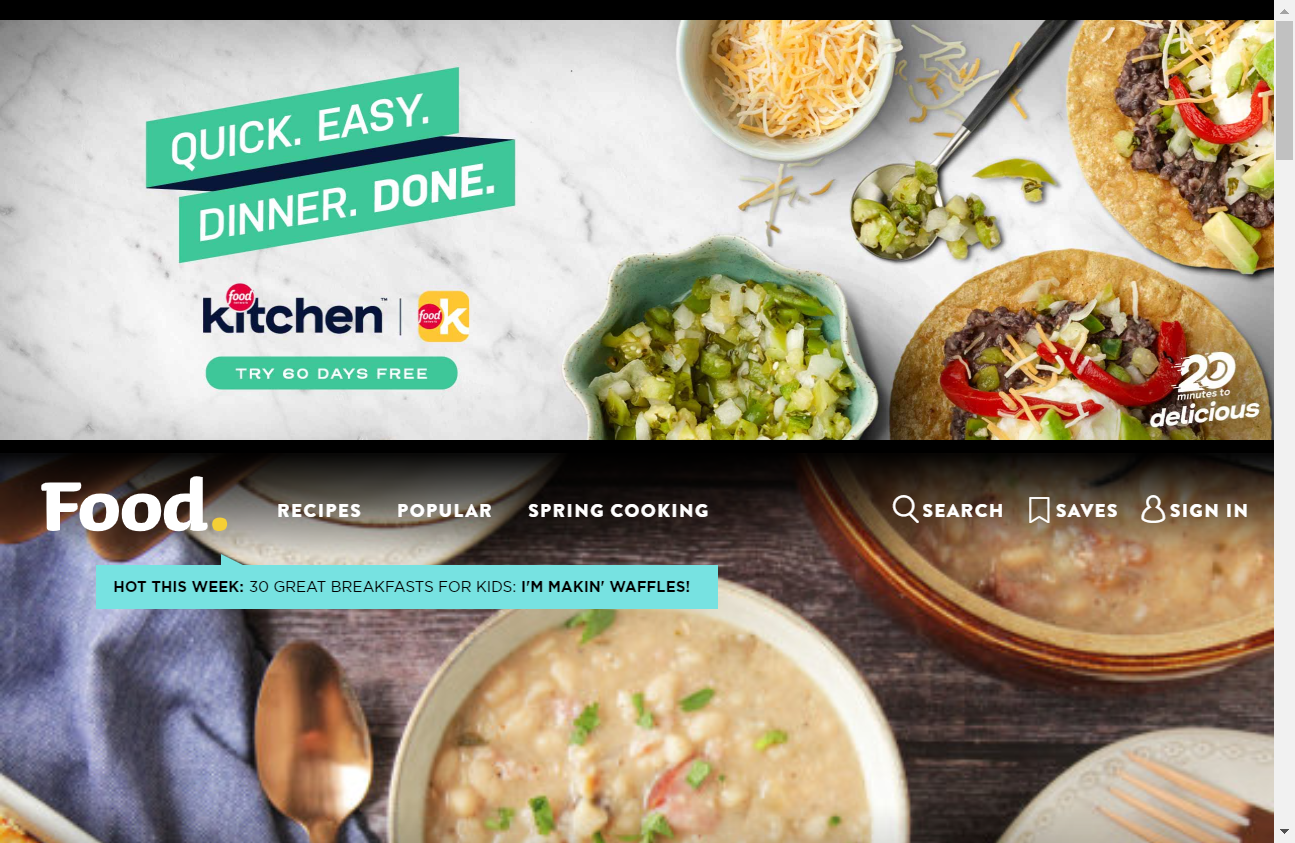 QUICK. EASY.
DINNER. DONE.
food
kitchen™ | food k
TRY 60 DAYS FREE
20
minutes to
delicious
Food.
RECIPES POPULAR SPRING COOKING SEARCH SAVES SIGN IN
HOT THIS WEEK: 30 GREAT BREAKFASTS FOR KIDS: I'M MAKIN' WAFFLES!